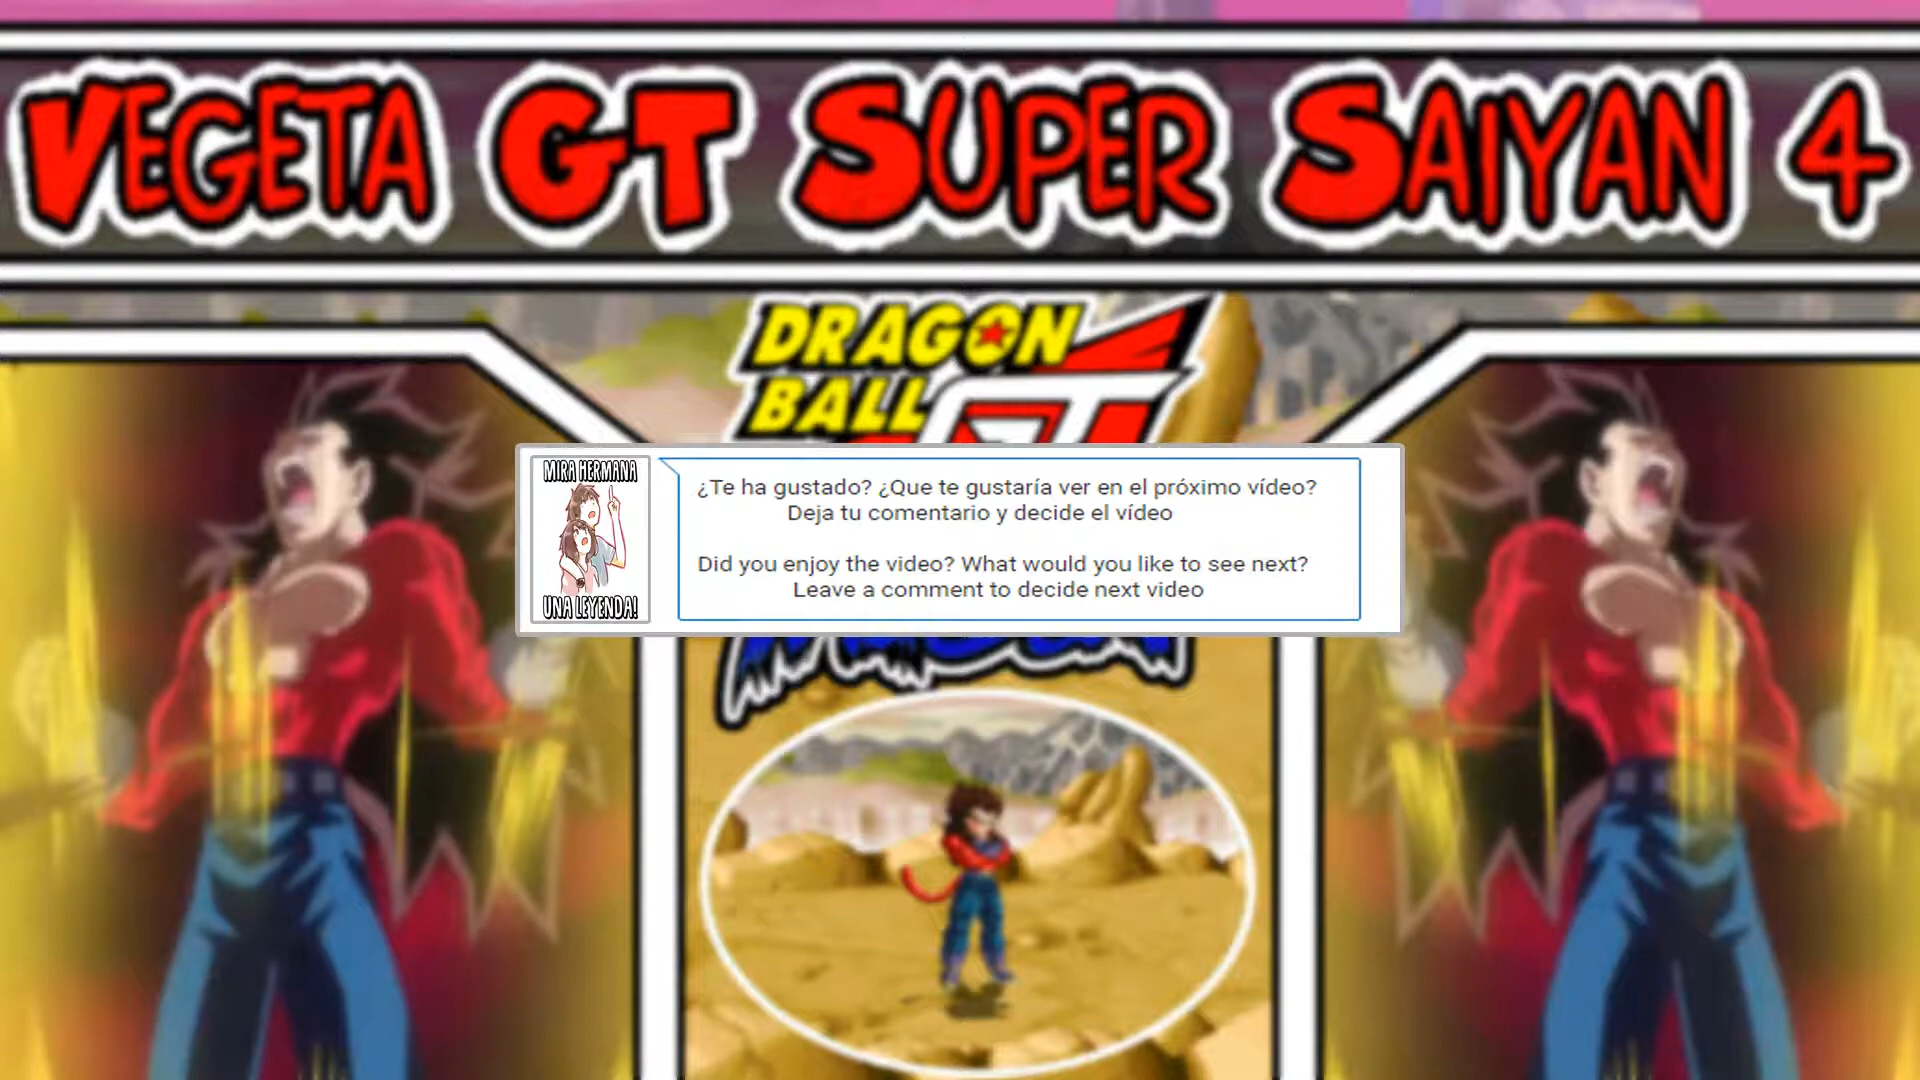 VEGETA GT SUPER SAIYAN 4
DRAGON
BALL
MIRA HERMANA
UNA LEYENDA!
¿Te ha gustado? ¿Que te gustaría ver en el próximo vídeo?
Deja tu comentario y decide el vídeo
Did you enjoy the video? What would you like to see next?
Leave a comment to decide next video